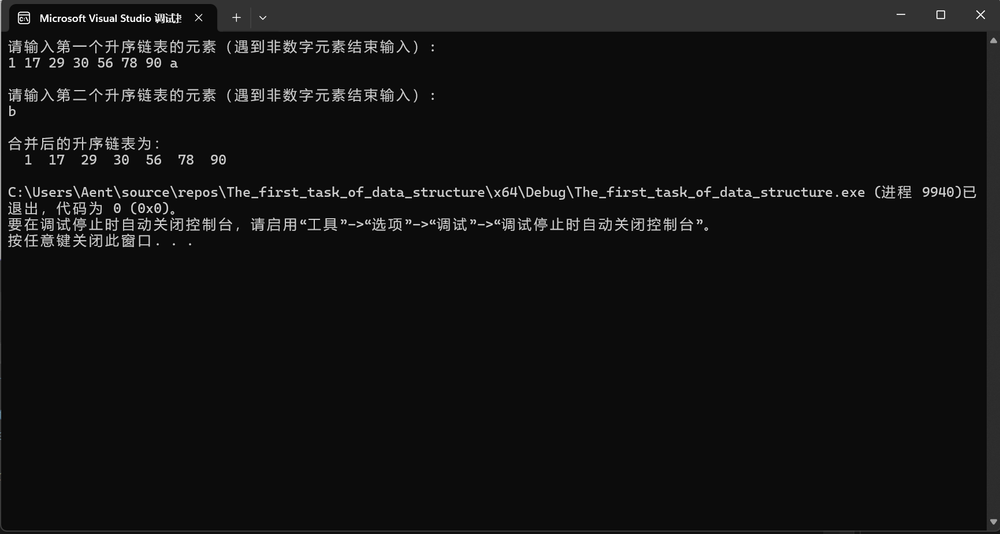 Microsoft Visual Studio 调试
请输入第一个升序链表的元素（遇到非数字元素结束输入）:
1 17 29 30 56 78 90 a
请输入第二个升序链表的元素（遇到非数字元素结束输入）:
b
合并后的升序链表为:
1 17 29 30 56 78 90
C:\Users\Aent\source\repos\The_first_task_of_data_structure\x64\Debug\The_first_task_of_data_structure.exe (进程 9940)已
退出，代码为 0 (0x0)。
要在调试停止时自动关闭控制台，请启用“工具”->“选项”->“调试”->“调试停止时自动关闭控制台”。
按任意键关闭此窗口. . .